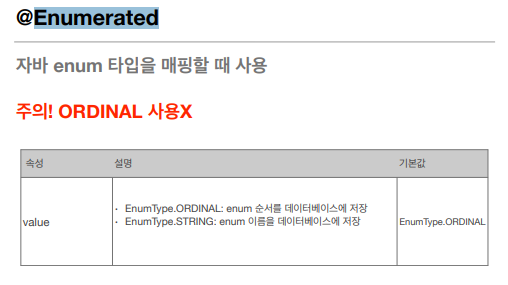 @Enumerated
자바 enum 타입을 매핑할 때 사용
주의! ORDINAL 사용X
속성 설명 기본값
value
• EnumType.ORDINAL: enum 순서를 데이터베이스에 저장
• EnumType.STRING: enum 이름을 데이터베이스에 저장
EnumType.ORDINAL